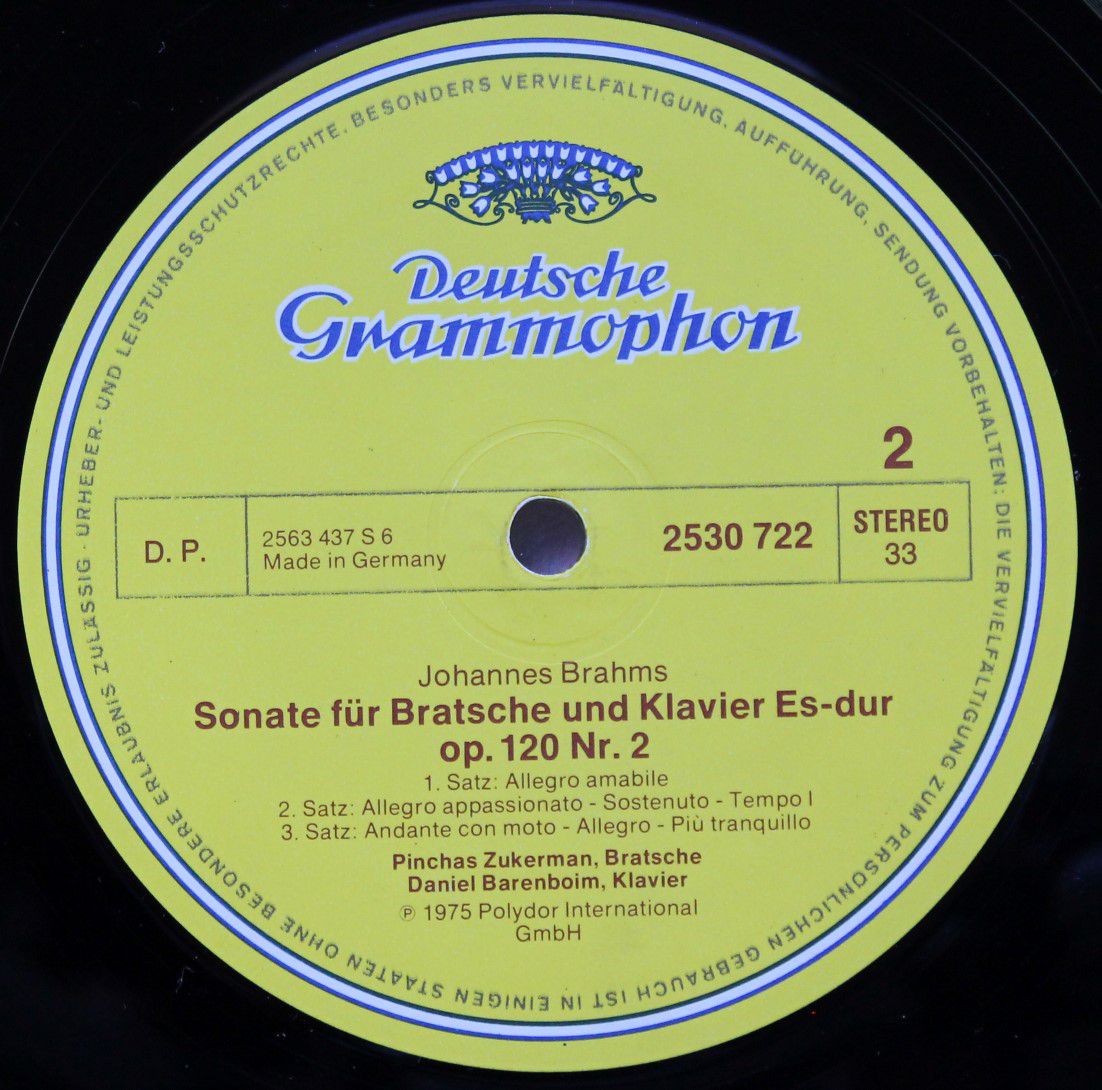 URHEBER- UND LEISTUNGSSCHUTZRECHTE, BESONDERS VERVIELFÄLTIGUNG, AUFFÜHRUNG, SENDUNG VORBEHALTEN; DIE VERVIELFÄLTIGUNG ZUM PERSÖNLICHEN GEBRAUCH IST IN EINIGEN STAATEN OHNE BESONDERE ERLAUBNIS ZULÄSSIG ·
Deutsche
Grammophon
2
D. P.
2563 437 S 6
Made in Germany
2530 722
STEREO
33
Johannes Brahms
Sonate für Bratsche und Klavier Es-dur
op. 120 Nr. 2
1. Satz: Allegro amabile
2. Satz: Allegro appassionato - Sostenuto - Tempo I
3. Satz: Andante con moto - Allegro - Più tranquillo
Pinchas Zukerman, Bratsche
Daniel Barenboim, Klavier
℗ 1975 Polydor International
GmbH